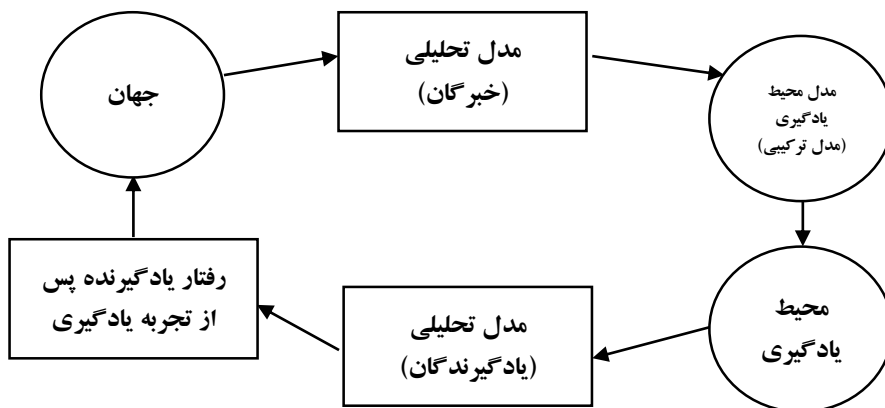 جهان
مدل تحلیلی
(خبرگان)
مدل محیط
یادگیری
(مدل ترکیبی)
محیط
یادگیری
مدل تحلیلی
(یادگیرندگان)
رفتار یادگیرنده پس
از تجربه یادگیری